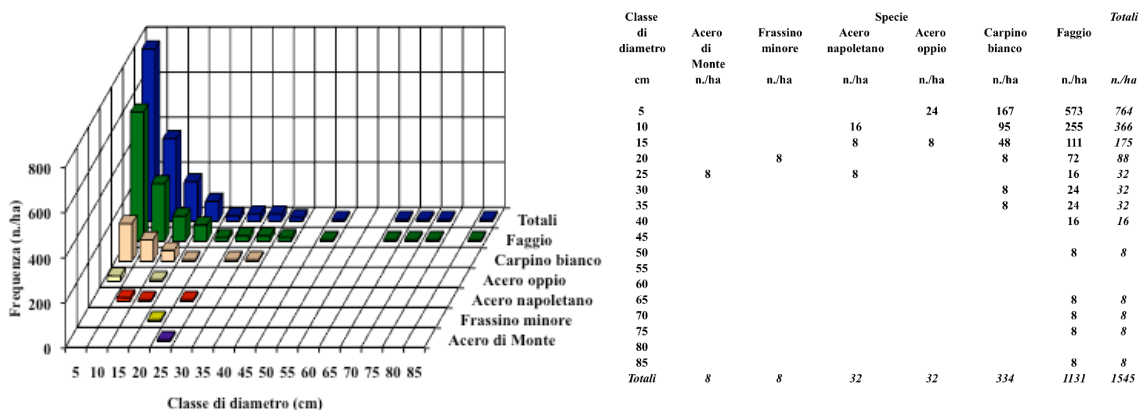 800
600
400
200
0
Frequenza (n./ha)
Totali
Faggio
Carpino bianco
Acero oppio
Acero napoletano
Frassino minore
Acero di Monte
5 10 15 20 25 30 35 40 45 50 55 60 65 70 75 80 85
Classe di diametro (cm)
Classe Specie Totali
di Acero Frassino Acero Acero Carpino Faggio
diametro di minore napoletano oppio bianco
Monte
cm n./ha n./ha n./ha n./ha n./ha n./ha n./ha
5 24 167 573 764
10 16 95 255 366
15 8 8 48 111 175
20 8 8 72 88
25 8 8 16 32
30 8 24 32
35 8 24 32
40 16 16
45
50 8 8
55
60
65 8 8
70 8 8
75 8 8
80
85 8 8
Totali 8 8 32 32 334 1131 1545